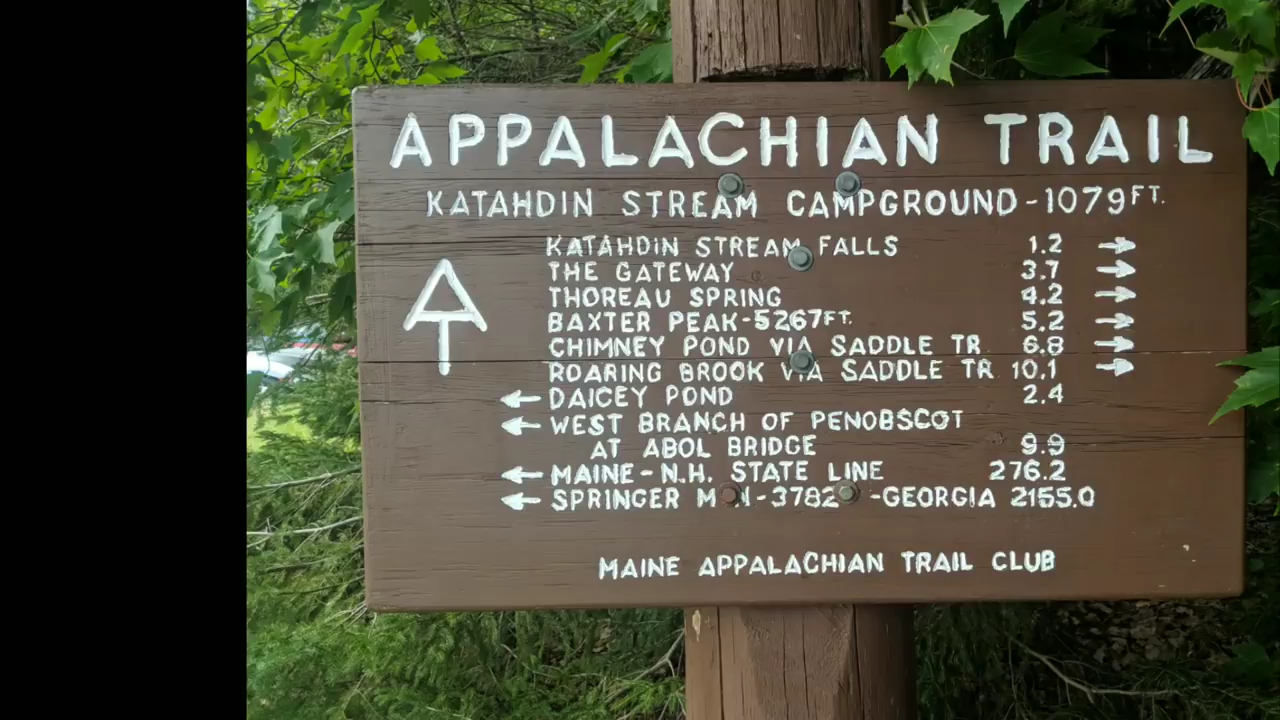 APPALACHIAN TRAIL
KATAHDIN STREAM CAMPGROUND-1079FT.
KATAHDIN STREAM FALLS 1.2 →
THE GATEWAY 3.7 →
THOREAU SPRING 4.2 →
BAXTER PEAK-5267FT. 5.2 →
CHIMNEY POND VIA SADDLE TR. 6.8 →
ROARING BROOK VIA SADDLE TR. 10.1 →
← DAICEY POND 2.4
← WEST BRANCH OF PENOBSCOT
AT ABOL BRIDGE 9.9
← MAINE-N.H. STATE LINE 276.2
← SPRINGER -3782 -GEORGIA 2155.0
MAINE APPALACHIAN TRAIL CLUB